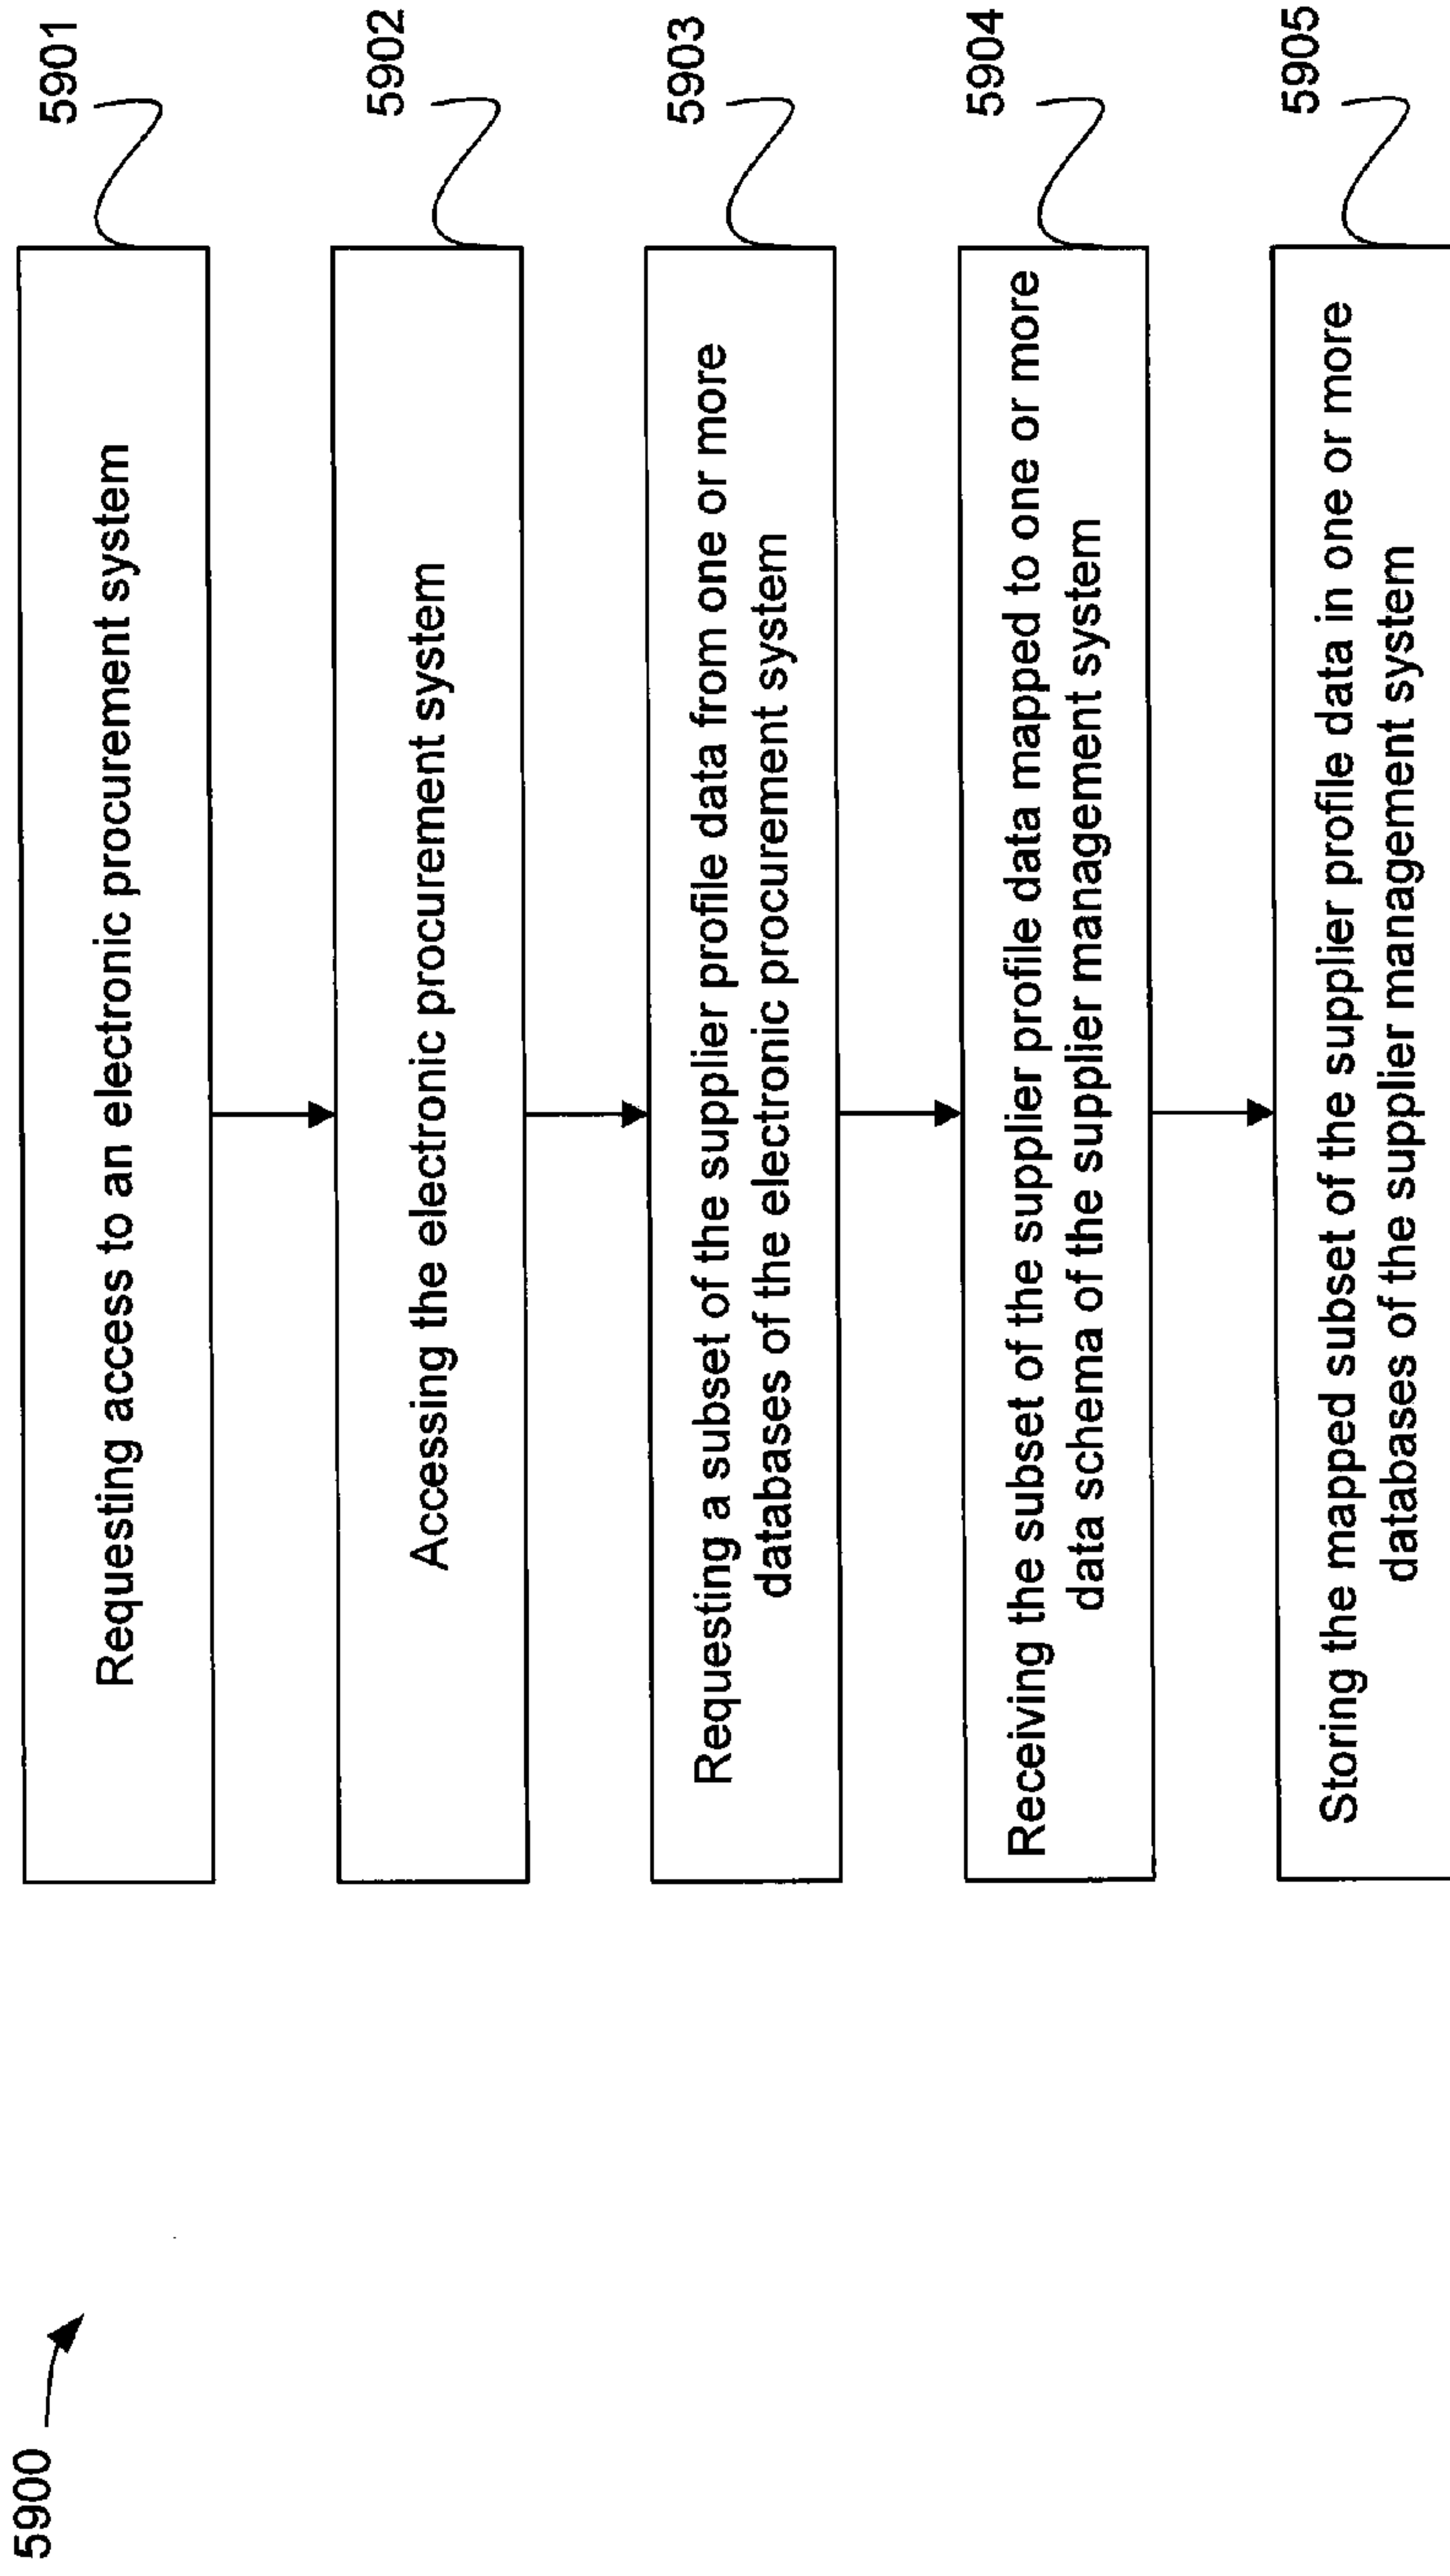 5900
5901
Requesting access to an electronic procurement system
5902
Accessing the electronic procurement system
5903
Requesting a subset of the supplier profile data from one or more
databases of the electronic procurement system
5904
Receiving the subset of the supplier profile data mapped to one or more
data schema of the supplier management system
5905
Storing the mapped subset of the supplier profile data in one or more
databases of the supplier management system